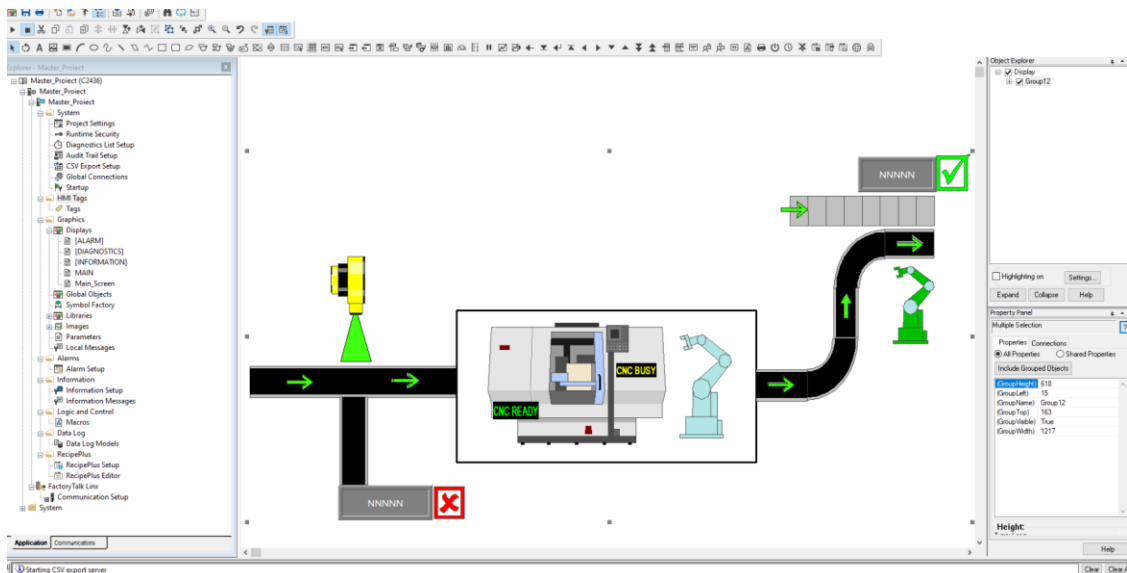 Explorer - Master_Project
Master_Project (C2436)
Master_Project
Master_Project
System
Project Settings
Runtime Security
Diagnostics List Setup
Audit Trail Setup
CSV Export Setup
Global Connections
Startup
HMI Tags
Tags
Graphics
Displays
[ALARM]
[DIAGNOSTICS]
[INFORMATION]
MAIN
Main_Screen
Global Objects
Symbol Factory
Libraries
Images
Parameters
Local Messages
Alarms
Alarm Setup
Information
Information Setup
Information Messages
Logic and Control
Macros
Data Log
Data Log Models
RecipePlus
RecipePlus Setup
RecipePlus Editor
FactoryTalk Linx
Communication Setup
System
Application Communications
NNNNN
CNC BUSY
CNC READY
NNNNN
Object Explorer
Display
Group12
Highlighting on Settings...
Expand Collapse Help
Property Panel
Multiple Selection
Properties Connections
All Properties Shared Properties
Include Grouped Objects
(GroupHeight) 618
(GroupLeft) 15
(GroupName) Group12
(GroupTop) 163
(GroupVisible) True
(GroupWidth) 1217
Height:
Help
Starting CSV export server
Clear Clear A